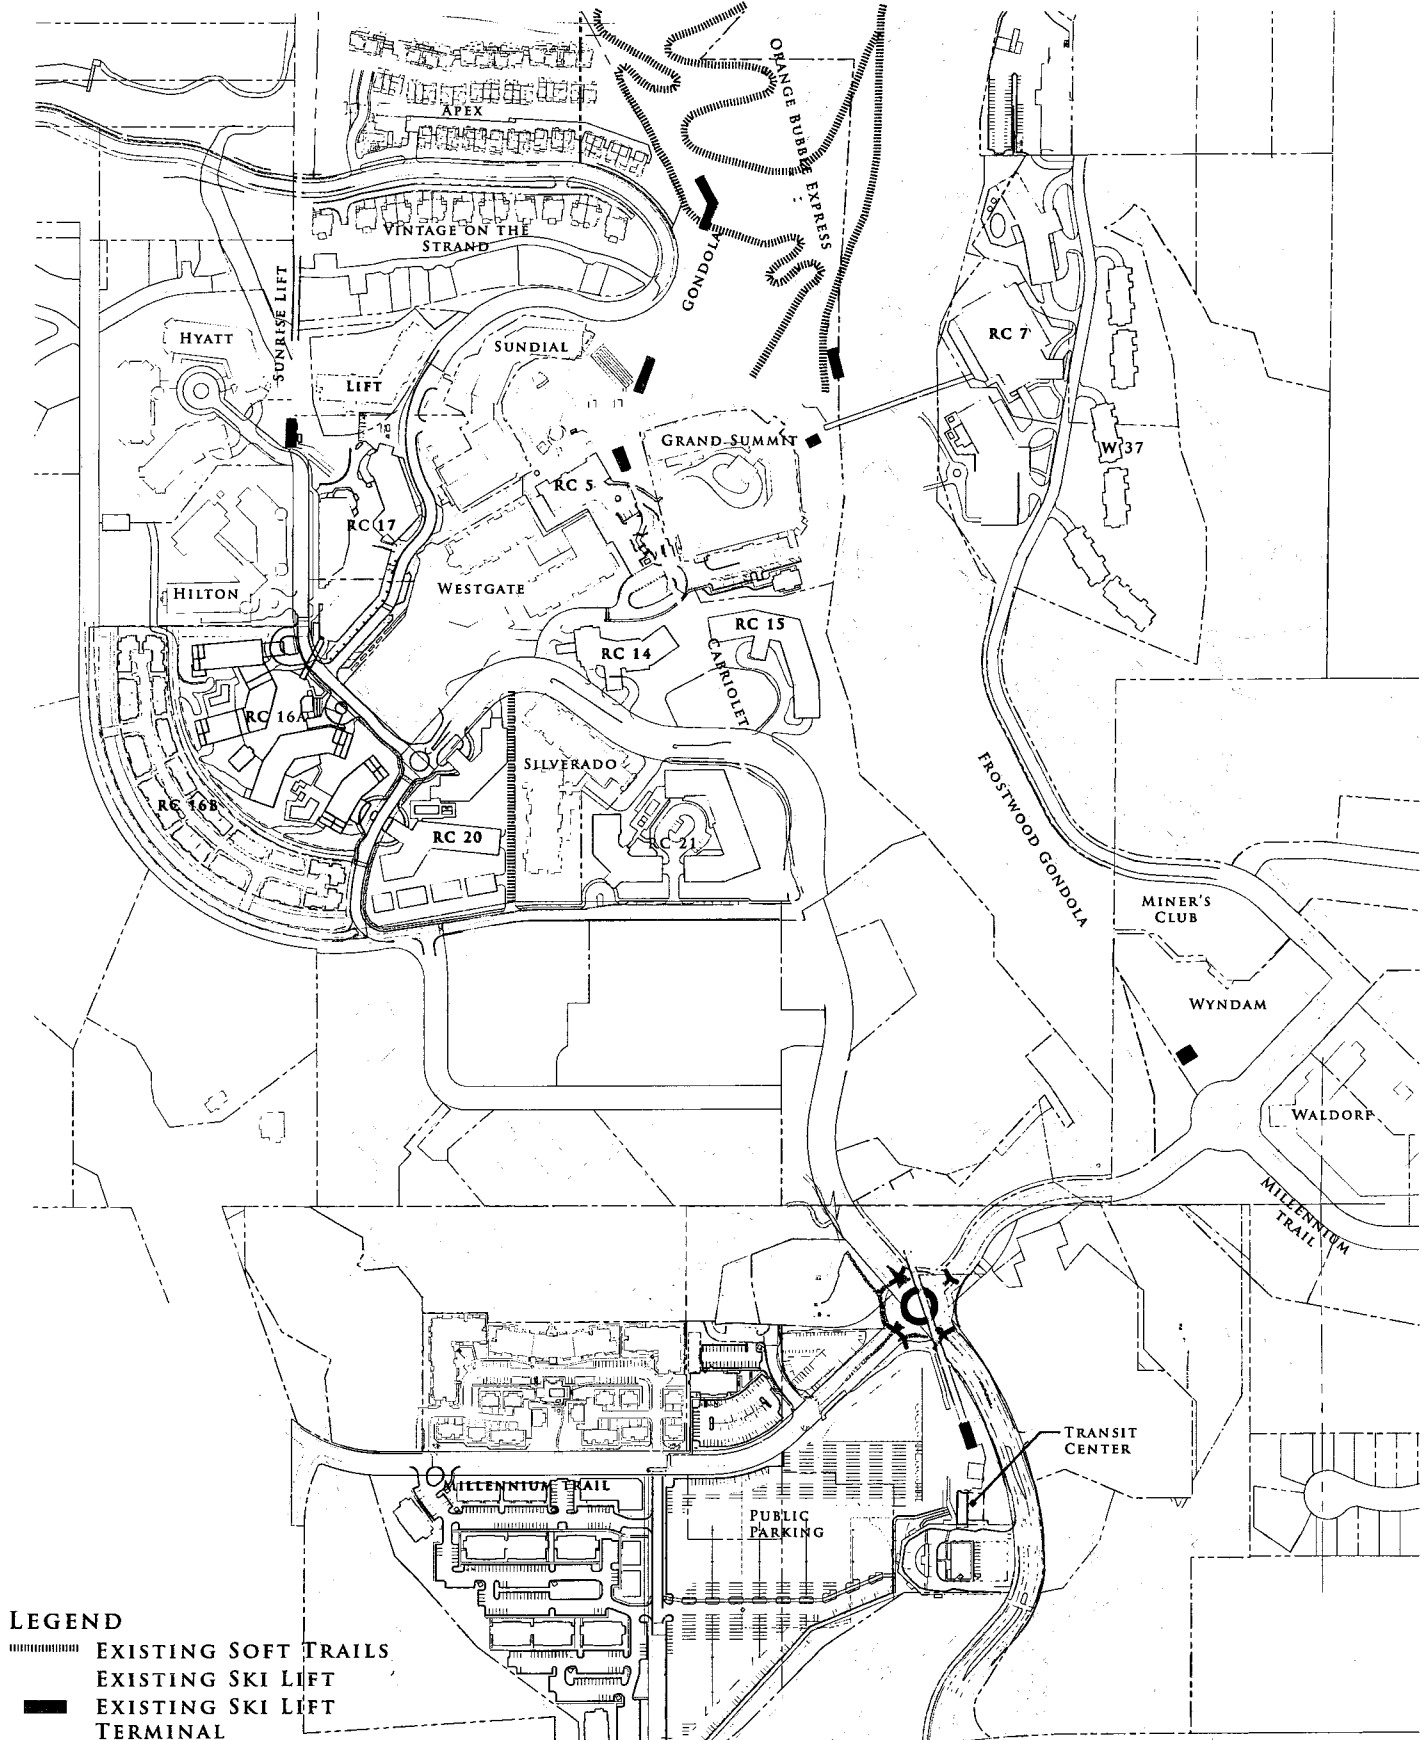 ORANGE BUBBLE EXPRESS
APEX
VINTAGE ON THE
STRAND
GONDOLA
SUNRISE LIFT
HYATT
SUNDIAL
RC 7
LIFT
GRAND SUMMIT
W 37
RC 5
RC 17
WESTGATE
HILTON
RC 15
RC 14
CABRIOLET
RC 16A
SILVERADO
FROSTWOOD GONDOLA
RC 16B
RC 20
RC 21
MINER'S
CLUB
WYNDAM
WALDORF
MILLENNIUM
TRAIL
TRANSIT
CENTER
MILLENNIUM TRAIL
PUBLIC
PARKING
LEGEND
EXISTING SOFT TRAILS
EXISTING SKI LIFT
EXISTING SKI LIFT
TERMINAL